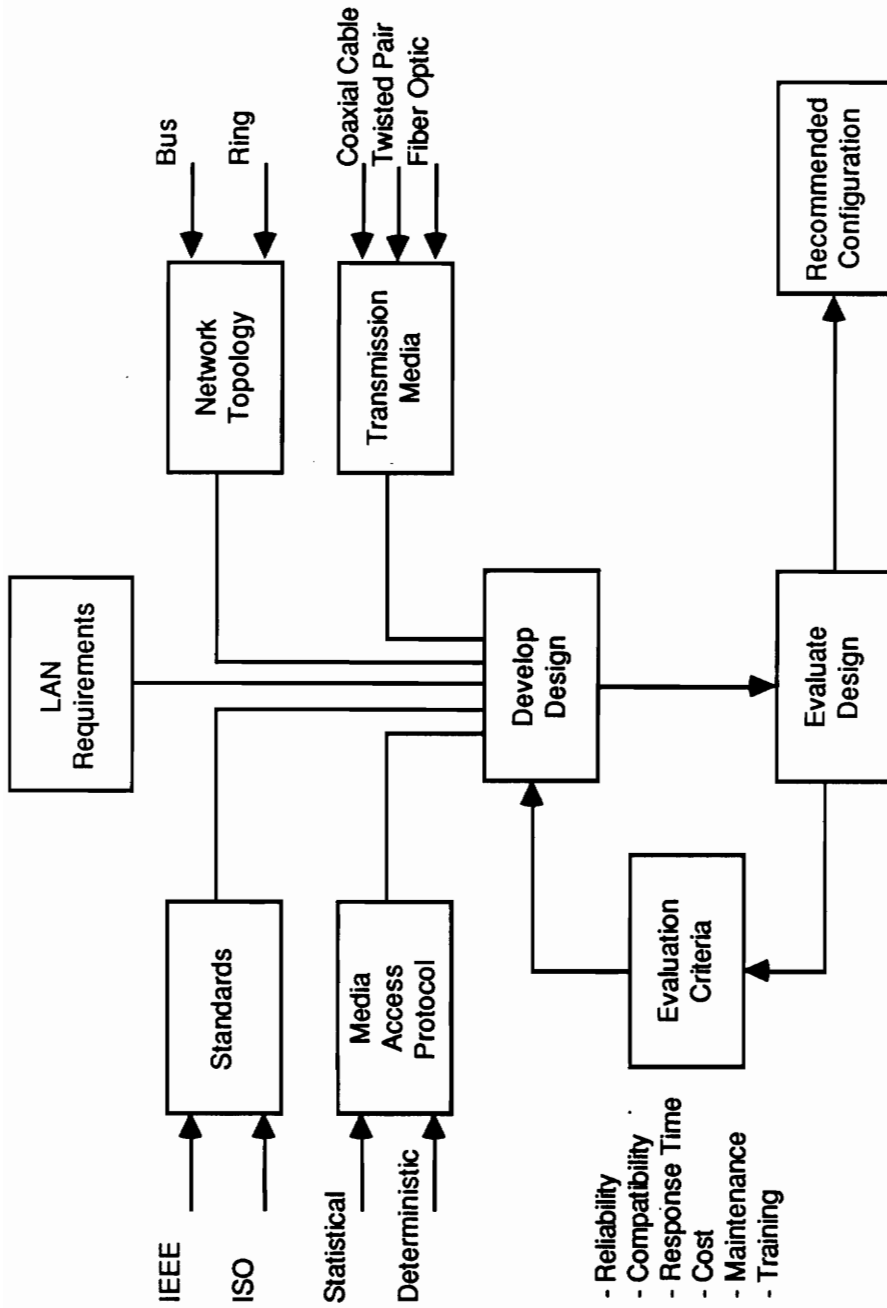 LAN
Requirements
IEEE
ISO
Standards
Network
Topology
Bus
Ring
Statistical
Deterministic
Media
Access
Protocol
Transmission
Media
Coaxial Cable
Twisted Pair
Fiber Optic
Develop
Design
- Reliability
- Compatibility
- Response Time
- Cost
- Maintenance
- Training
Evaluation
Criteria
Evaluate
Design
Recommended
Configuration